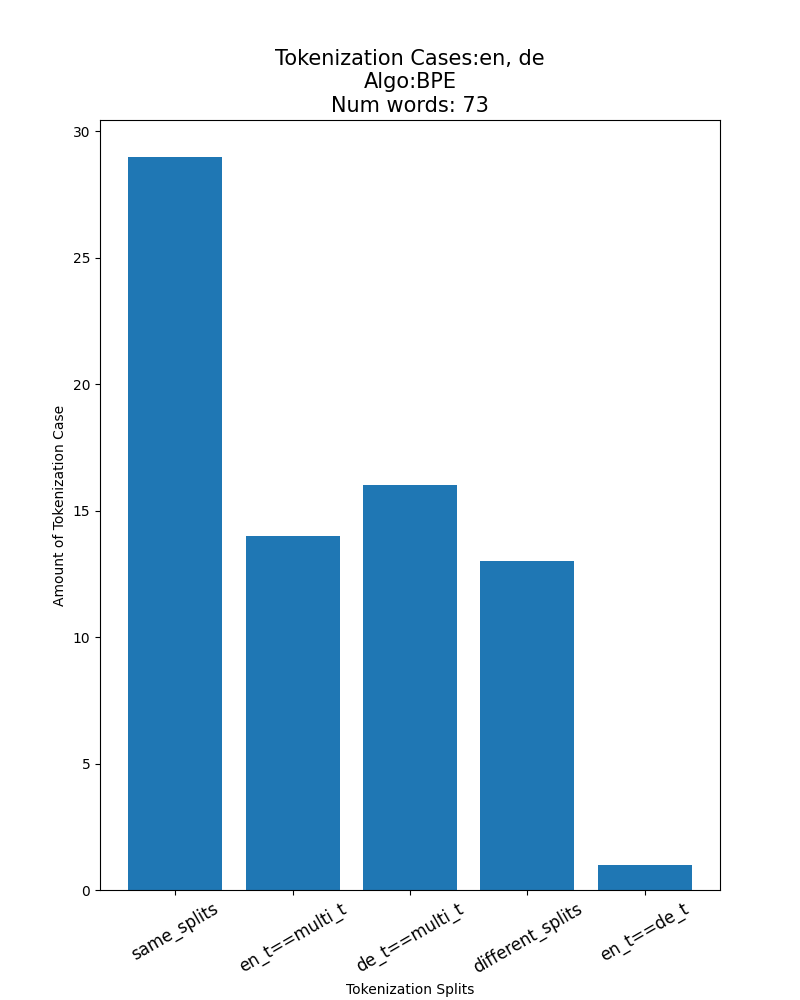 Tokenization Cases:en, de
Algo:BPE
Num words: 73
30
25
20
15
10
5
0
Amount of Tokenization Case
same_splits
en_t==multi_t
de_t==multi_t
different_splits
en_t==de_t
Tokenization Splits